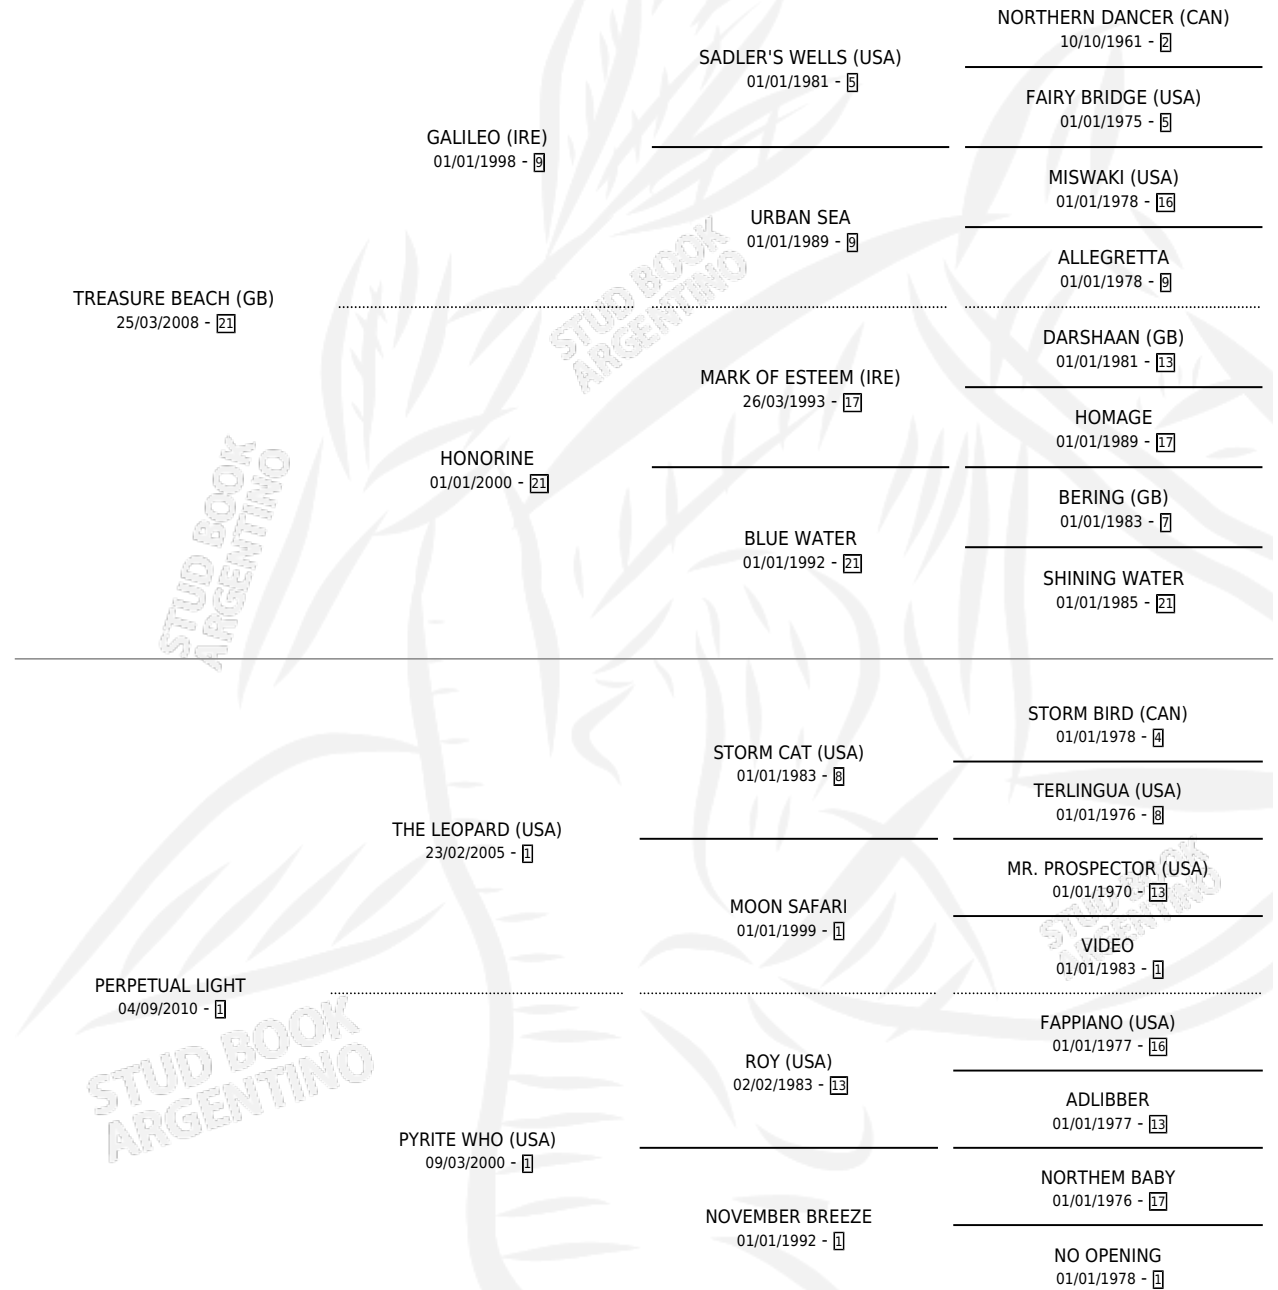 NORTHERN DANCER (CAN)
10/10/1961 - 2
SADLER'S WELLS (USA)
01/01/1981 - 5
FAIRY BRIDGE (USA)
01/01/1975 - 5
GALILEO (IRE)
01/01/1998 - 9
MISWAKI (USA)
01/01/1978 - 16
URBAN SEA
01/01/1989 - 9
ALLEGRETTA
01/01/1978 - 9
TREASURE BEACH (GB)
25/03/2008 - 21
DARSHAAN (GB)
01/01/1981 - 13
MARK OF ESTEEM (IRE)
26/03/1993 - 17
HOMAGE
01/01/1989 - 17
HONORINE
01/01/2000 - 21
BERING (GB)
01/01/1983 - 7
BLUE WATER
01/01/1992 - 21
SHINING WATER
01/01/1985 - 21
STUD BOOK
ARGENTINO
STUD BOOK
ARGENTINO
STORM BIRD (CAN)
01/01/1978 - 4
STORM CAT (USA)
01/01/1983 - 8
TERLINGUA (USA)
01/01/1976 - 8
THE LEOPARD (USA)
23/02/2005 - 1
MR. PROSPECTOR (USA)
01/01/1970 - 13
MOON SAFARI
01/01/1999 - 1
VIDEO
01/01/1983 - 1
PERPETUAL LIGHT
04/09/2010 - 1
FAPPIANO (USA)
01/01/1977 - 16
ROY (USA)
02/02/1983 - 13
ADLIBBER
01/01/1977 - 13
PYRITE WHO (USA)
09/03/2000 - 1
NORTHEM BABY
01/01/1976 - 17
NOVEMBER BREEZE
01/01/1992 - 1
NO OPENING
01/01/1978 - 1
STUD BOOK
ARGENTINO
STUD BOOK
ARGENTINO